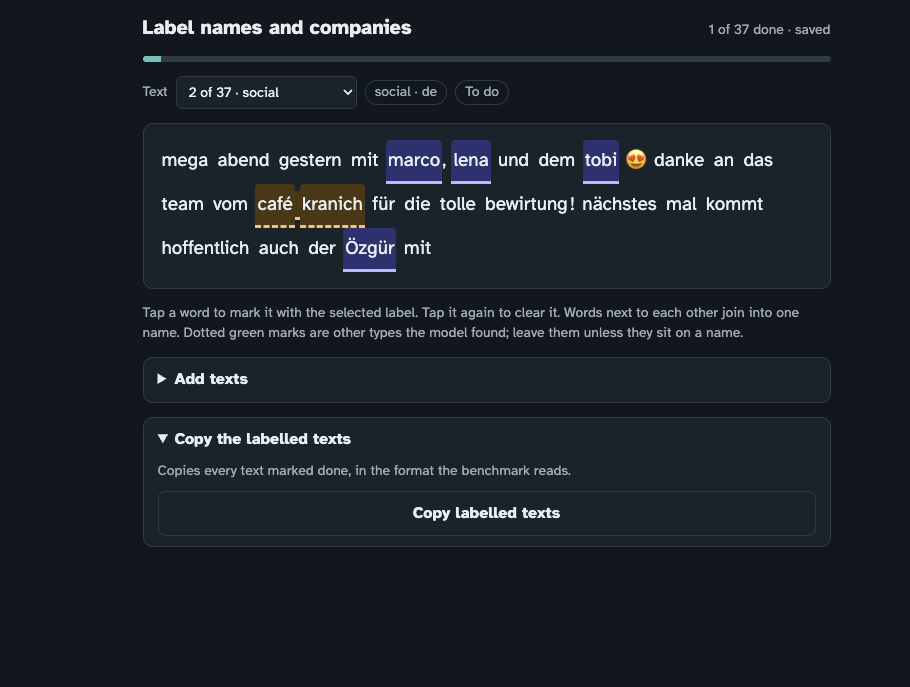 Label names and companies
1 of 37 done · saved
Text
2 of 37 · social
social · de
To do
mega abend gestern mit marco, lena und dem tobi 😍 danke an das
team vom café kranich für die tolle bewirtung! nächstes mal kommt
hoffentlich auch der Özgür mit
Tap a word to mark it with the selected label. Tap it again to clear it. Words next to each other join into one
name. Dotted green marks are other types the model found; leave them unless they sit on a name.
▶ Add texts
▼ Copy the labelled texts
Copies every text marked done, in the format the benchmark reads.
Copy labelled texts